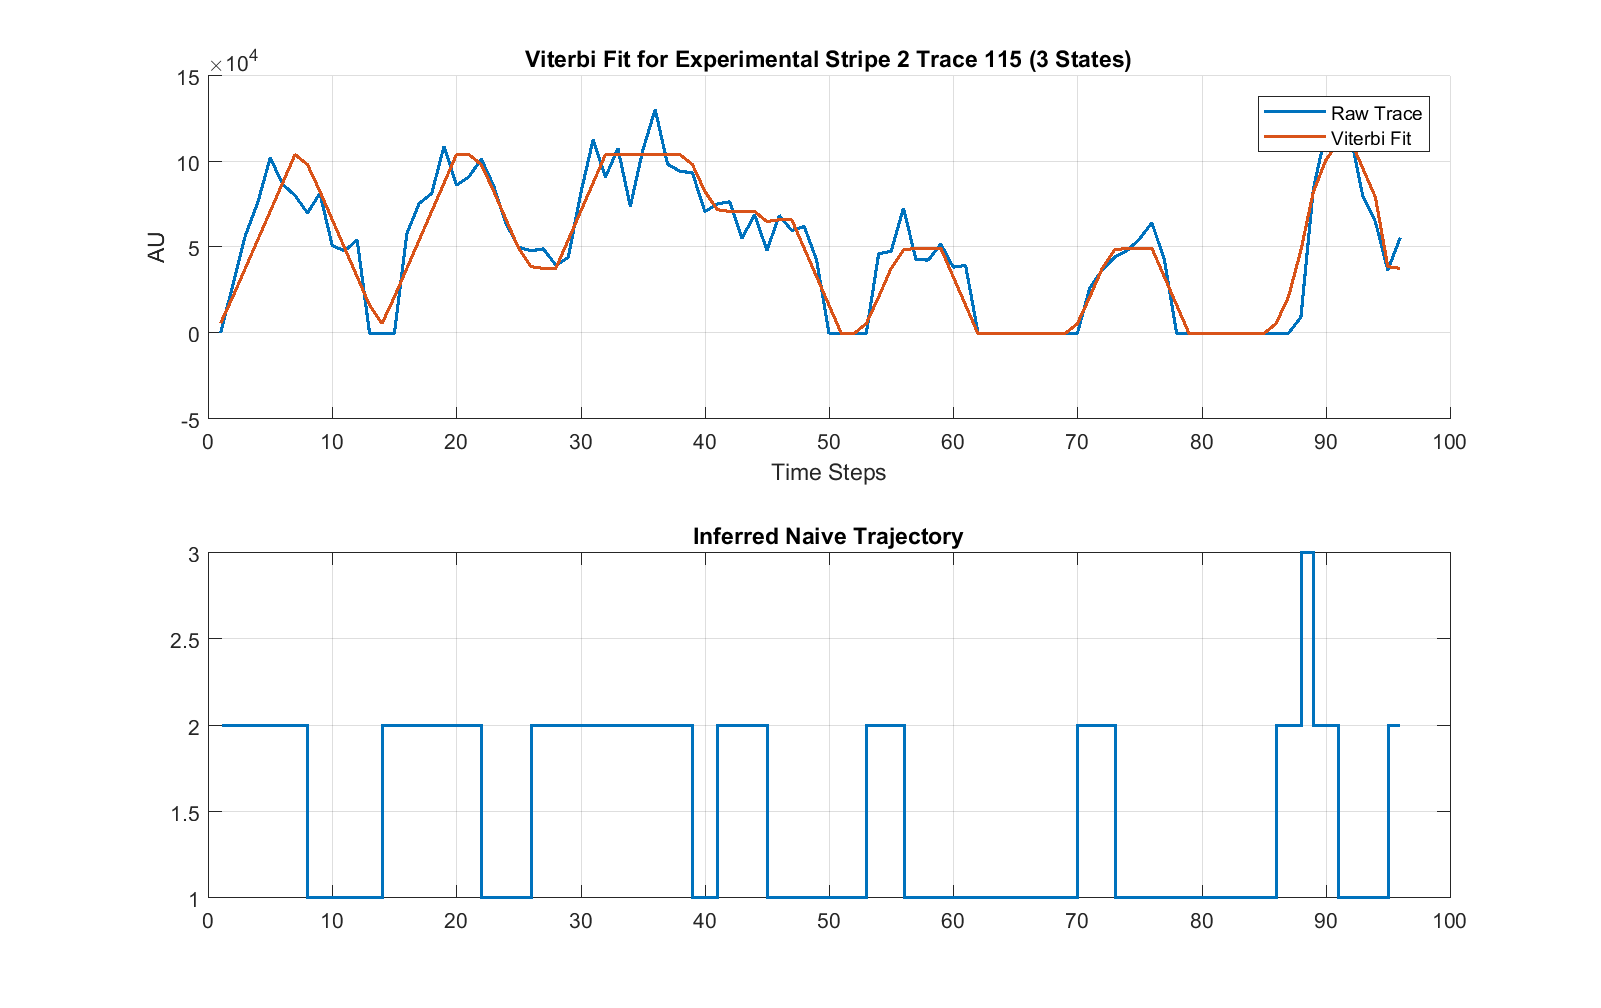 Viterbi Fit for Experimental Stripe 2 Trace 115 (3 States)
×10⁴
15
10
5
0
-5
AU
Raw Trace
Viterbi Fit
0 10 20 30 40 50 60 70 80 90 100
Time Steps
Inferred Naive Trajectory
3
2.5
2
1.5
1
0 10 20 30 40 50 60 70 80 90 100